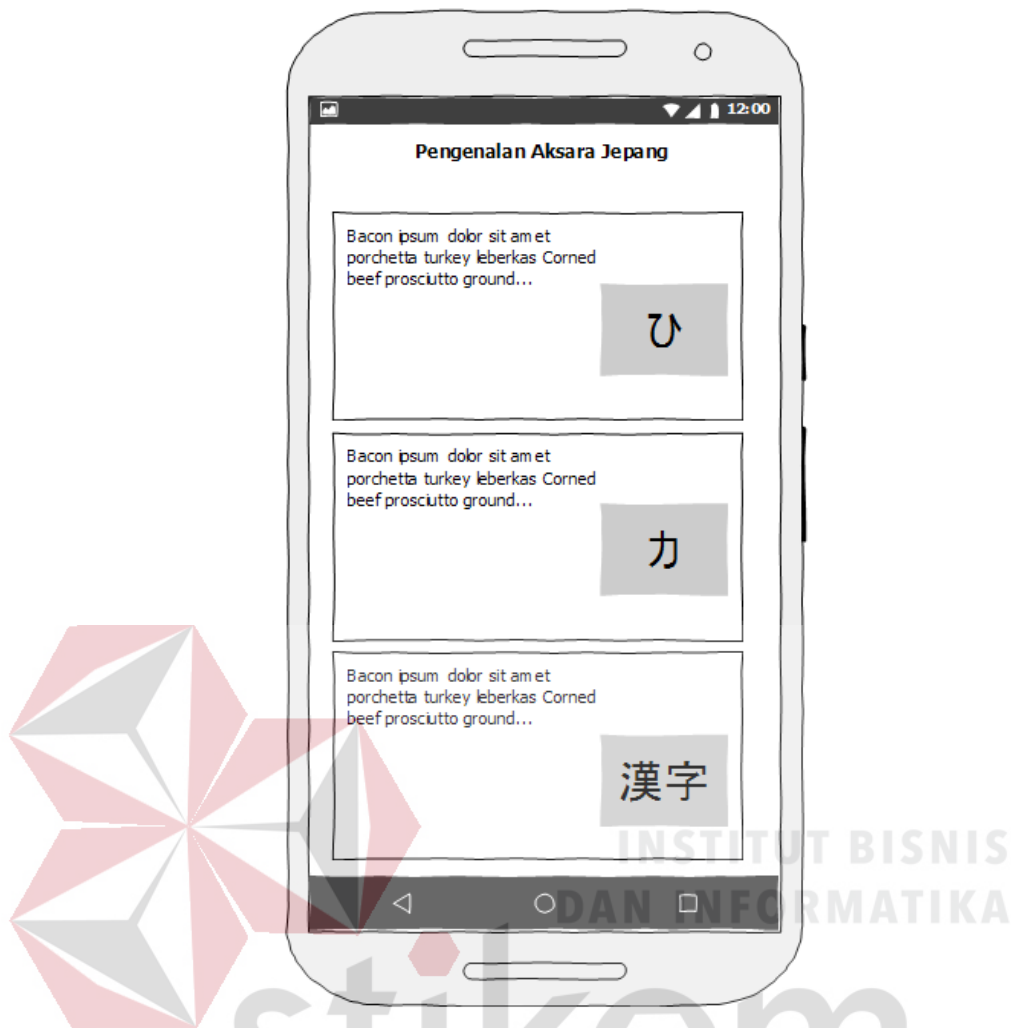 12:00
Pengenalan Aksara Jepang
Bacon ipsum dolor sit amet
porchetta turkey leberkas Corned
beef prosciutto ground...
ひ
Bacon ipsum dolor sit amet
porchetta turkey leberkas Corned
beef prosciutto ground...
カ
Bacon ipsum dolor sit amet
porchetta turkey leberkas Corned
beef prosciutto ground...
漢字
INSTITUT BISNIS
DAN INFORMATIKA
stikom